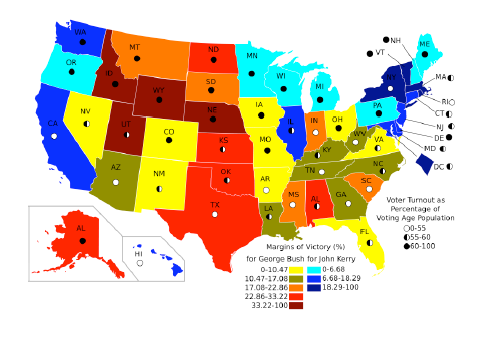 WA
MT
ND
MN
ME
NH
VT
OR
ID
SD
WI
MI
NY
MA
RI
CT
NJ
DE
MD
DC
WY
NE
IA
PA
NV
UT
CO
IL
IN
OH
WV
VA
CA
KS
MO
KY
NC
AZ
NM
OK
AR
TN
SC
TX
LA
MS
AL
GA
FL
AL
HI
Voter Turnout as
Percentage of
Voting Age Population
0-55
55-60
60-100
Margins of Victory (%)
for George Bush for John Kerry
0-10.47 0-6.68
10.47-17.08 6.68-18.29
17.08-22.86 18.29-100
22.86-33.22
33.22-100